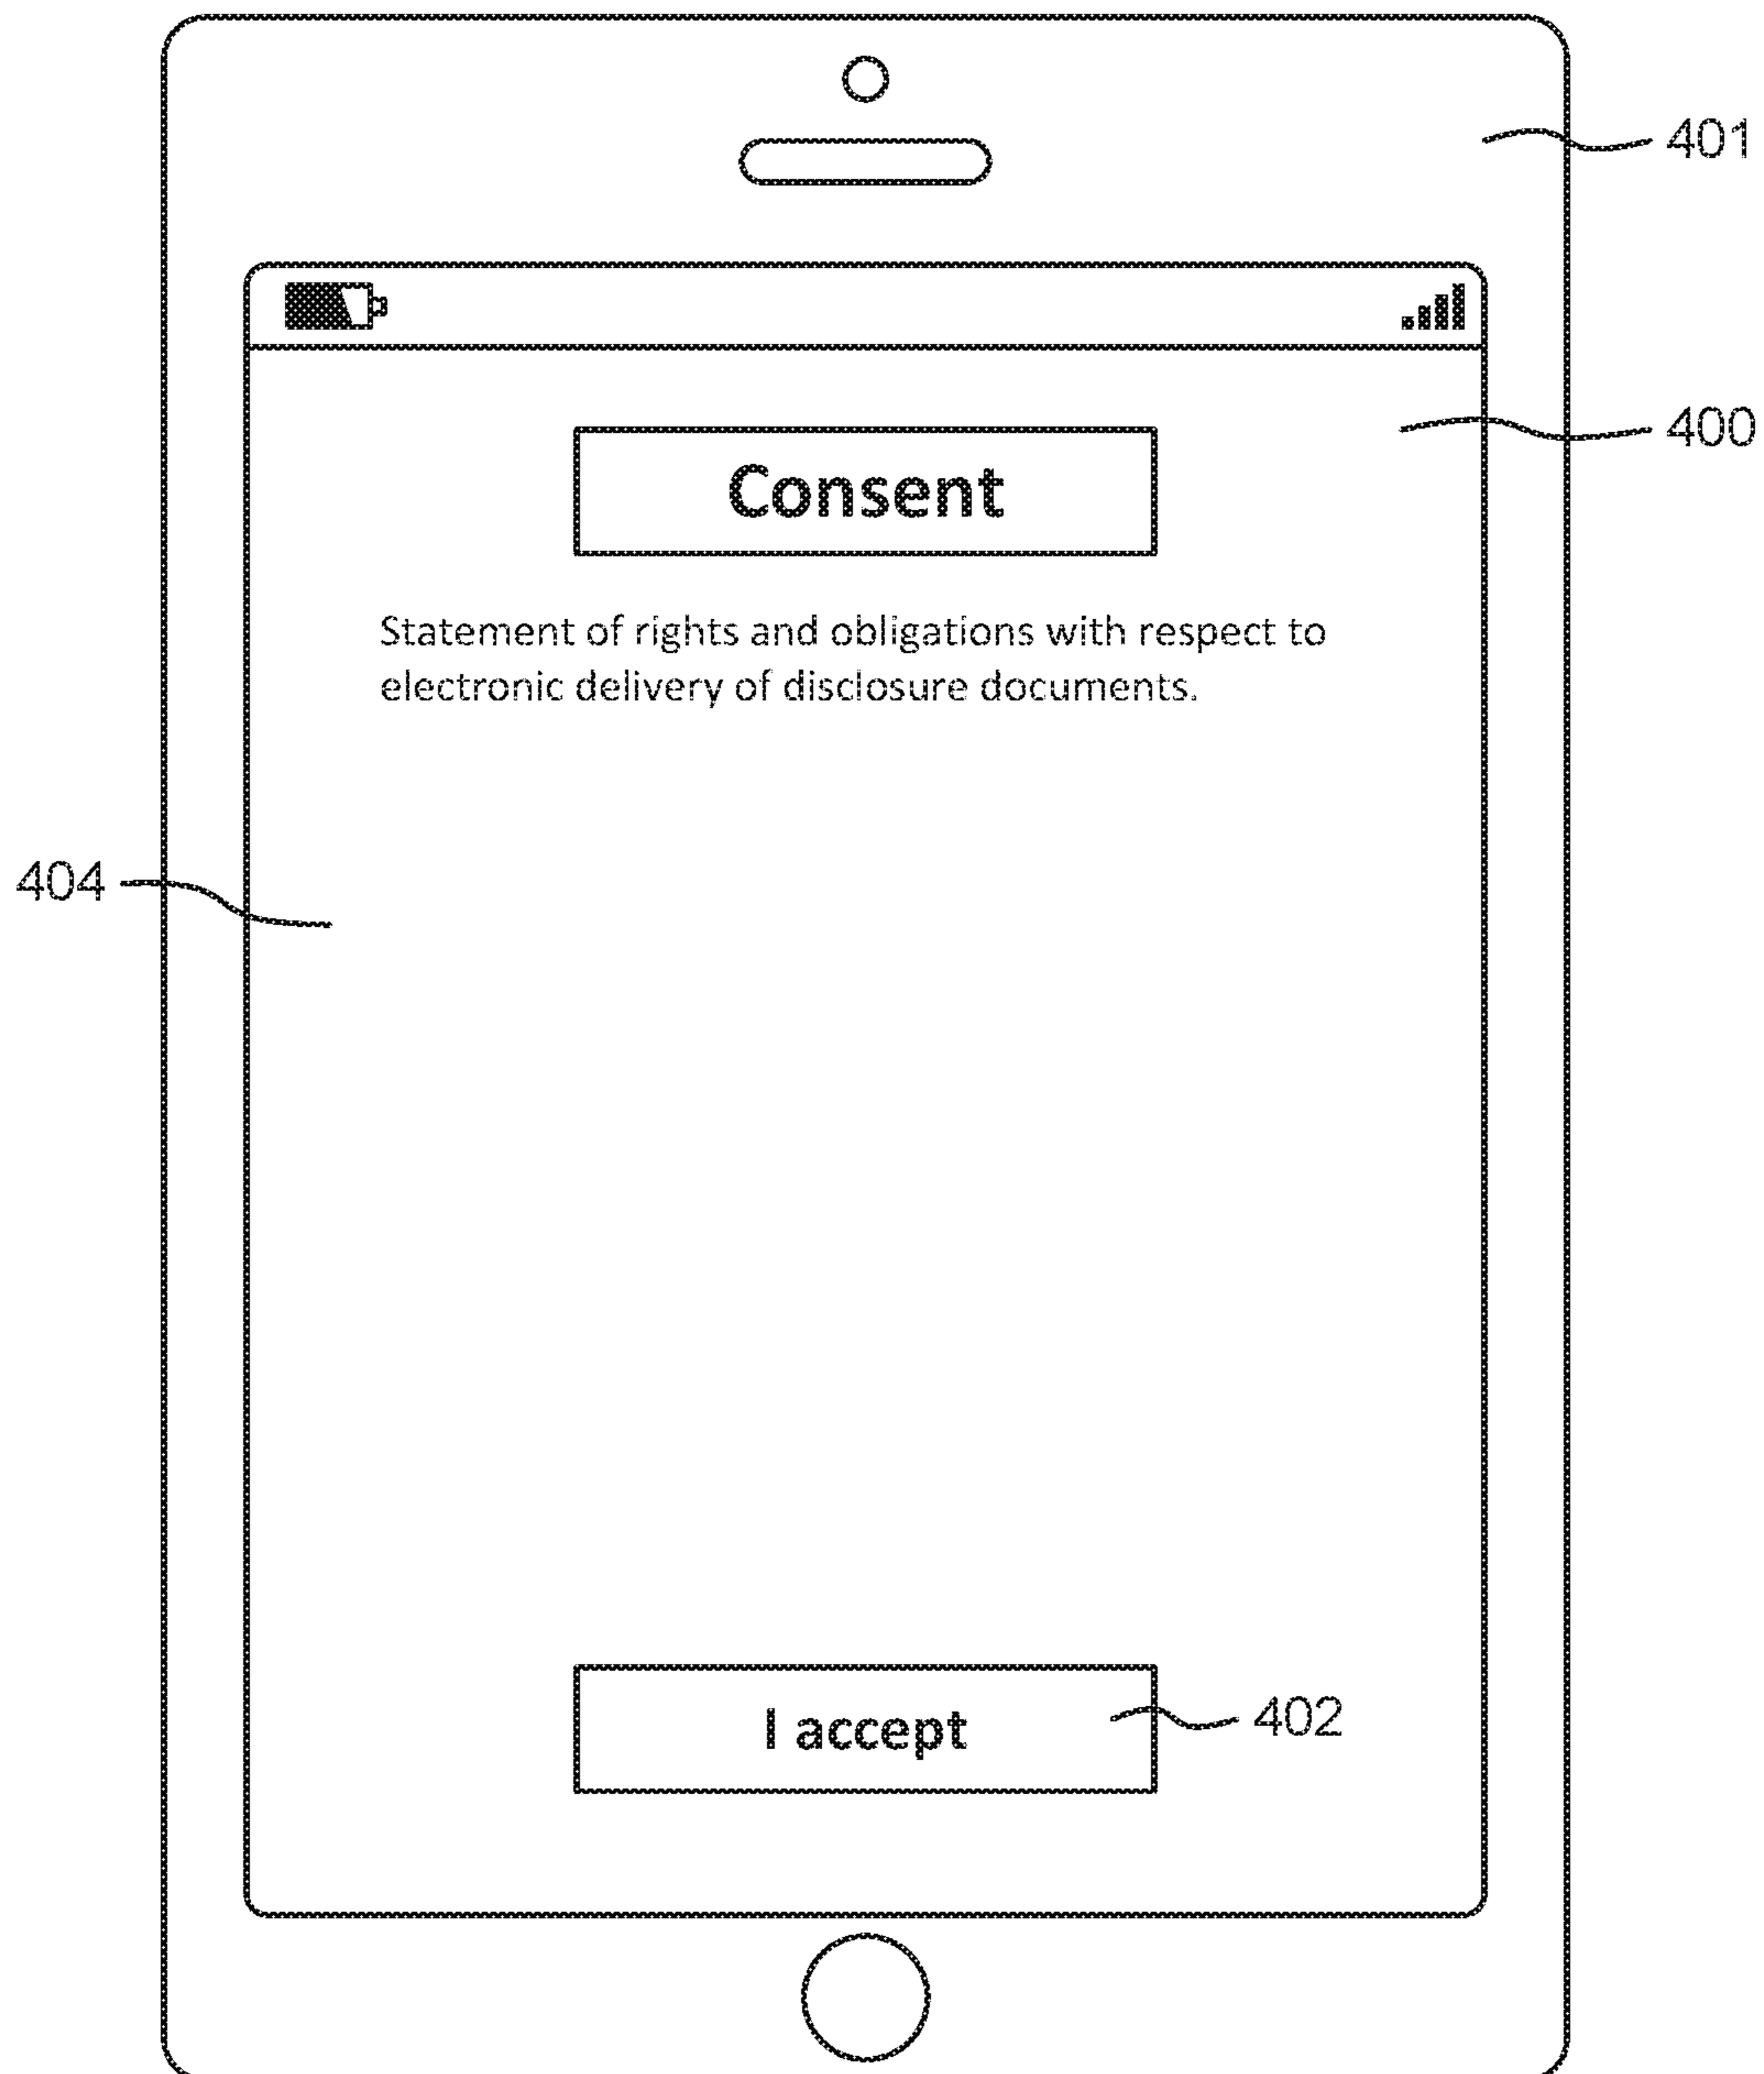 401
400
Consent
Statement of rights and obligations with respect to
electronic delivery of disclosure documents.
404
I accept
402